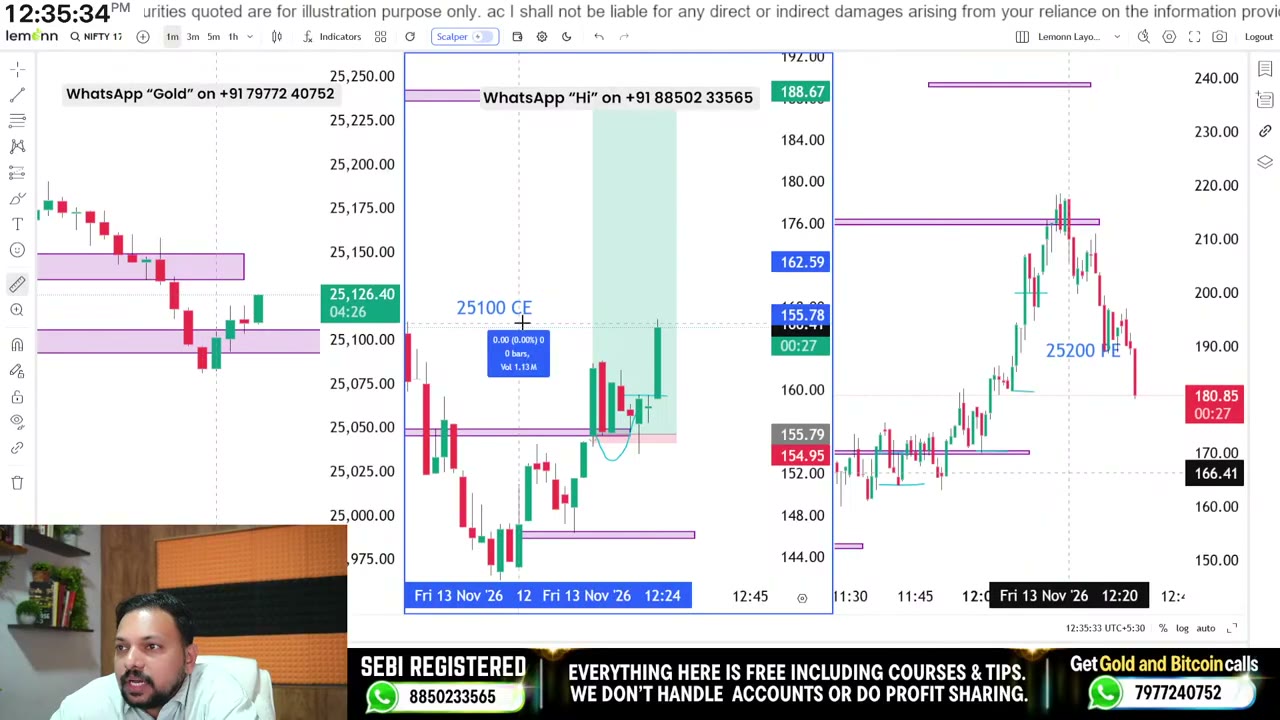 12:35:34 PM
urities quoted are for illustration purpose only. ac I shall not be liable for any direct or indirect damages arising from your reliance on the information provi
lemonn NIFTY 17 1m 3m 5m 1h Indicators Scalper Lemonn Layo... Logout
WhatsApp “Gold” on +91 79772 40752
25,250.00
25,225.00
25,200.00
25,175.00
25,150.00
25,126.40
04:26
25,100.00
25,075.00
25,050.00
25,025.00
25,000.00
975.00
WhatsApp “Hi” on +91 88502 33565
25100 CE
0.00 (0.00%) 0
0 bars,
Vol 1.13 M
192.00
188.67
184.00
180.00
176.00
162.59
155.78
166.41
00:27
160.00
155.79
154.95
152.00
148.00
144.00
Fri 13 Nov '26 12 Fri 13 Nov '26 12:24 12:45
25200 PE
240.00
230.00
220.00
210.00
200.00
190.00
180.85
00:27
170.00
166.41
160.00
150.00
11:30 11:45 12:0 Fri 13 Nov '26 12:20 12:4
12:35:33 UTC+5:30 % log auto
SEBI REGISTERED
8850233565
EVERYTHING HERE IS FREE INCLUDING COURSES & TIPS.
WE DON'T HANDLE ACCOUNTS OR DO PROFIT SHARING.
Get Gold and Bitcoin calls
7977240752